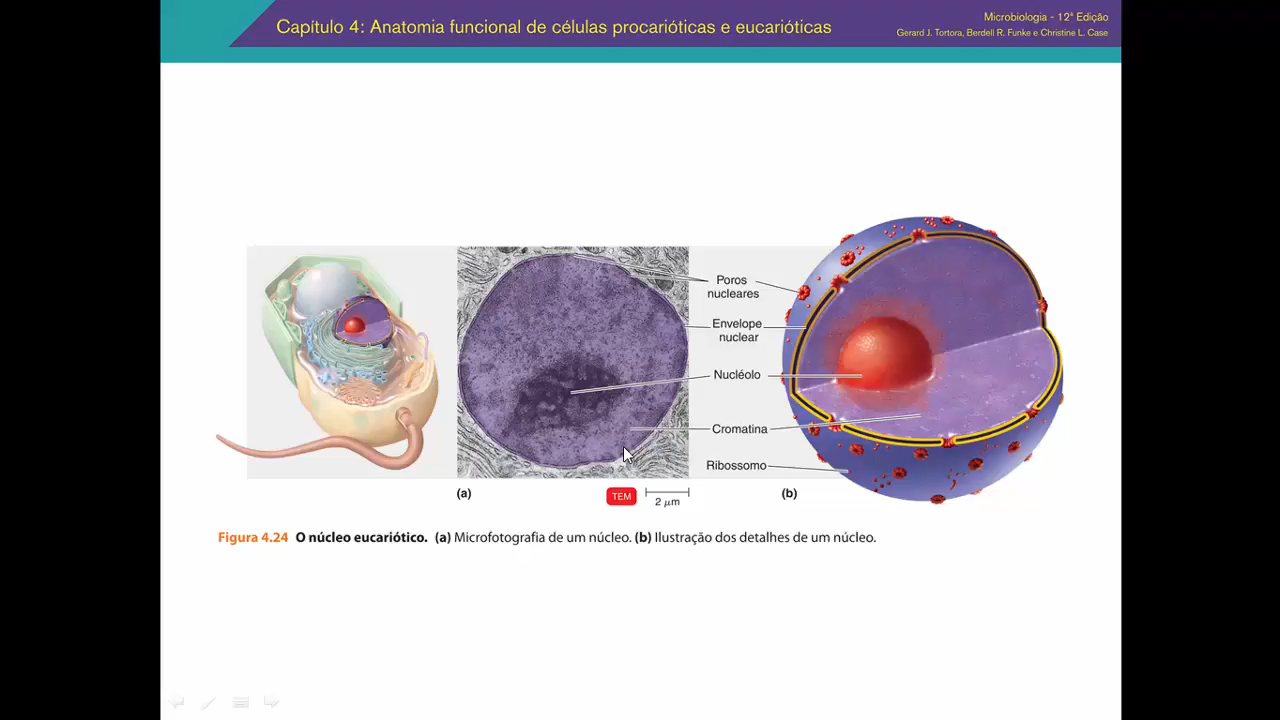 Capítulo 4: Anatomia funcional de células procarióticas e eucarióticas
Microbiologia - 12ª Edição
Gerard J. Tortora, Berdell R. Funke e Christine L. Case
Poros
nucleares
Envelope
nuclear
Nucléolo
Cromatina
Ribossomo
(a)
TEM
2 μm
(b)
Figura 4.24 O núcleo eucariótico. (a) Microfotografia de um núcleo. (b) Ilustração dos detalhes de um núcleo.